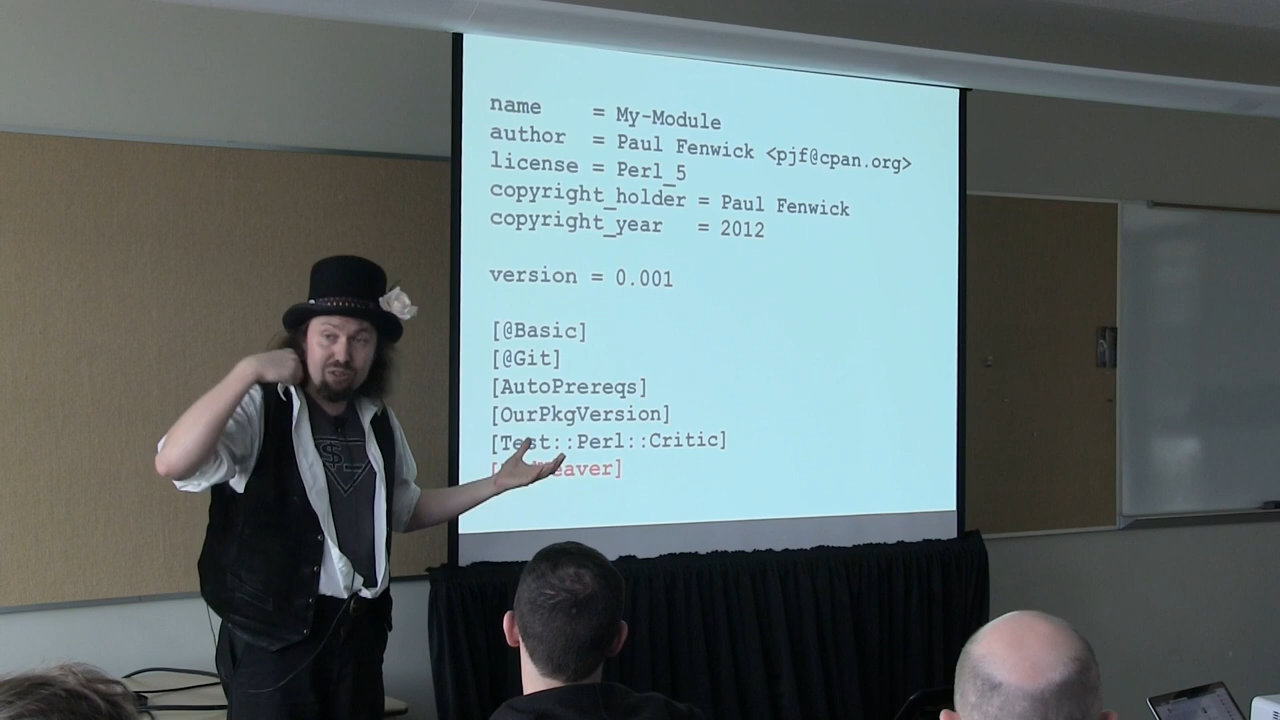 name    = My-Module
author  = Paul Fenwick <pjf@cpan.org>
license = Perl_5
copyright_holder = Paul Fenwick
copyright_year   = 2012
version = 0.001
[@Basic]
[@Git]
[AutoPrereqs]
[OurPkgVersion]
[Test::Perl::Critic]
eaver]